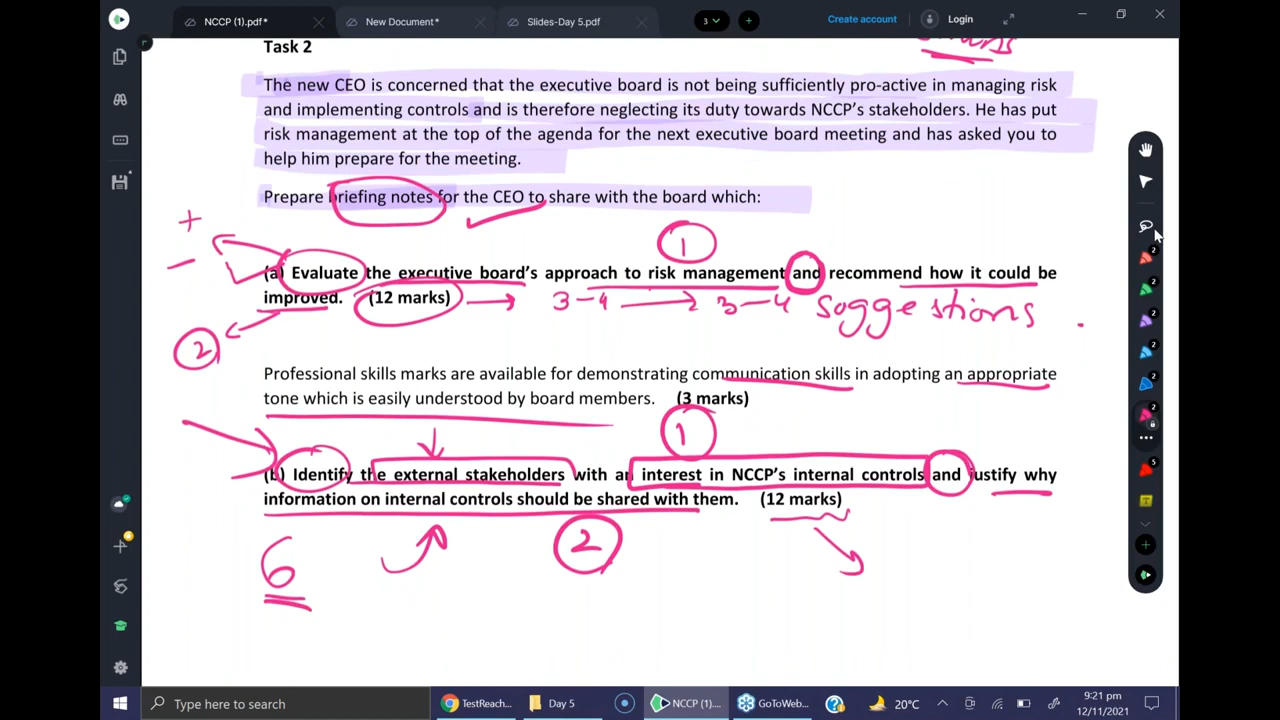 NCCP (1).pdf*
New Document*
Slides-Day 5.pdf
3
Create account
Login
Task 2
The new CEO is concerned that the executive board is not being sufficiently pro-active in managing risk
and implementing controls and is therefore neglecting its duty towards NCCP's stakeholders. He has put
risk management at the top of the agenda for the next executive board meeting and has asked you to
help him prepare for the meeting.
Prepare briefing notes for the CEO to share with the board which:
+
1
−
(a) Evaluate the executive board's approach to risk management and recommend how it could be
improved. (12 marks)
3-4 3-4 soggestions
2
Professional skills marks are available for demonstrating communication skills in adopting an appropriate
tone which is easily understood by board members. (3 marks)
1
(b) Identify the external stakeholders with an interest in NCCP's internal controls and justify why
information on internal controls should be shared with them. (12 marks)
2
6
2
2
2
2
2
2
5
Type here to search
TestReach...
Day 5
NCCP (1)....
GoToWeb...
20°C
9:21 pm
12/11/2021